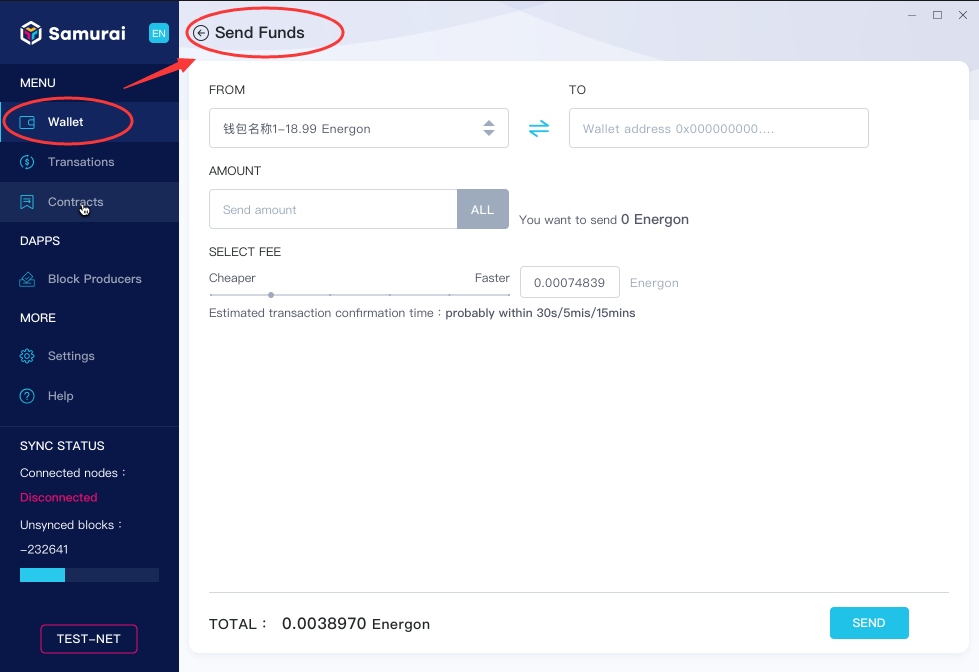 Samurai
EN
MENU
Wallet
Transations
Contracts
DAPPS
Block Producers
MORE
Settings
Help
SYNC STATUS
Connected nodes：
Disconnected
Unsynced blocks：
-232641
TEST-NET
Send Funds
FROM
TO
钱包名称1-18.99 Energon
Wallet address 0x000000000....
AMOUNT
Send amount
ALL
You want to send 0 Energon
SELECT FEE
Cheaper
Faster
0.00074839
Energon
Estimated transaction confirmation time：probably within 30s/5mis/15mins
TOTAL： 0.0038970 Energon
SEND